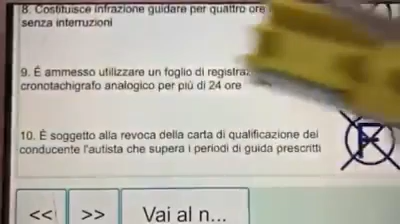 8. Costituisce infrazione guidare per quattro ore
senza interruzioni
9. È ammesso utilizzare un foglio di
cronotachigrafo analogico per più di 24 ore
10. È soggetto alla revoca della carta di qualificazione del
conducente l'autista che supera i periodi di guida prescritti
F
<<
>>
Vai al n...